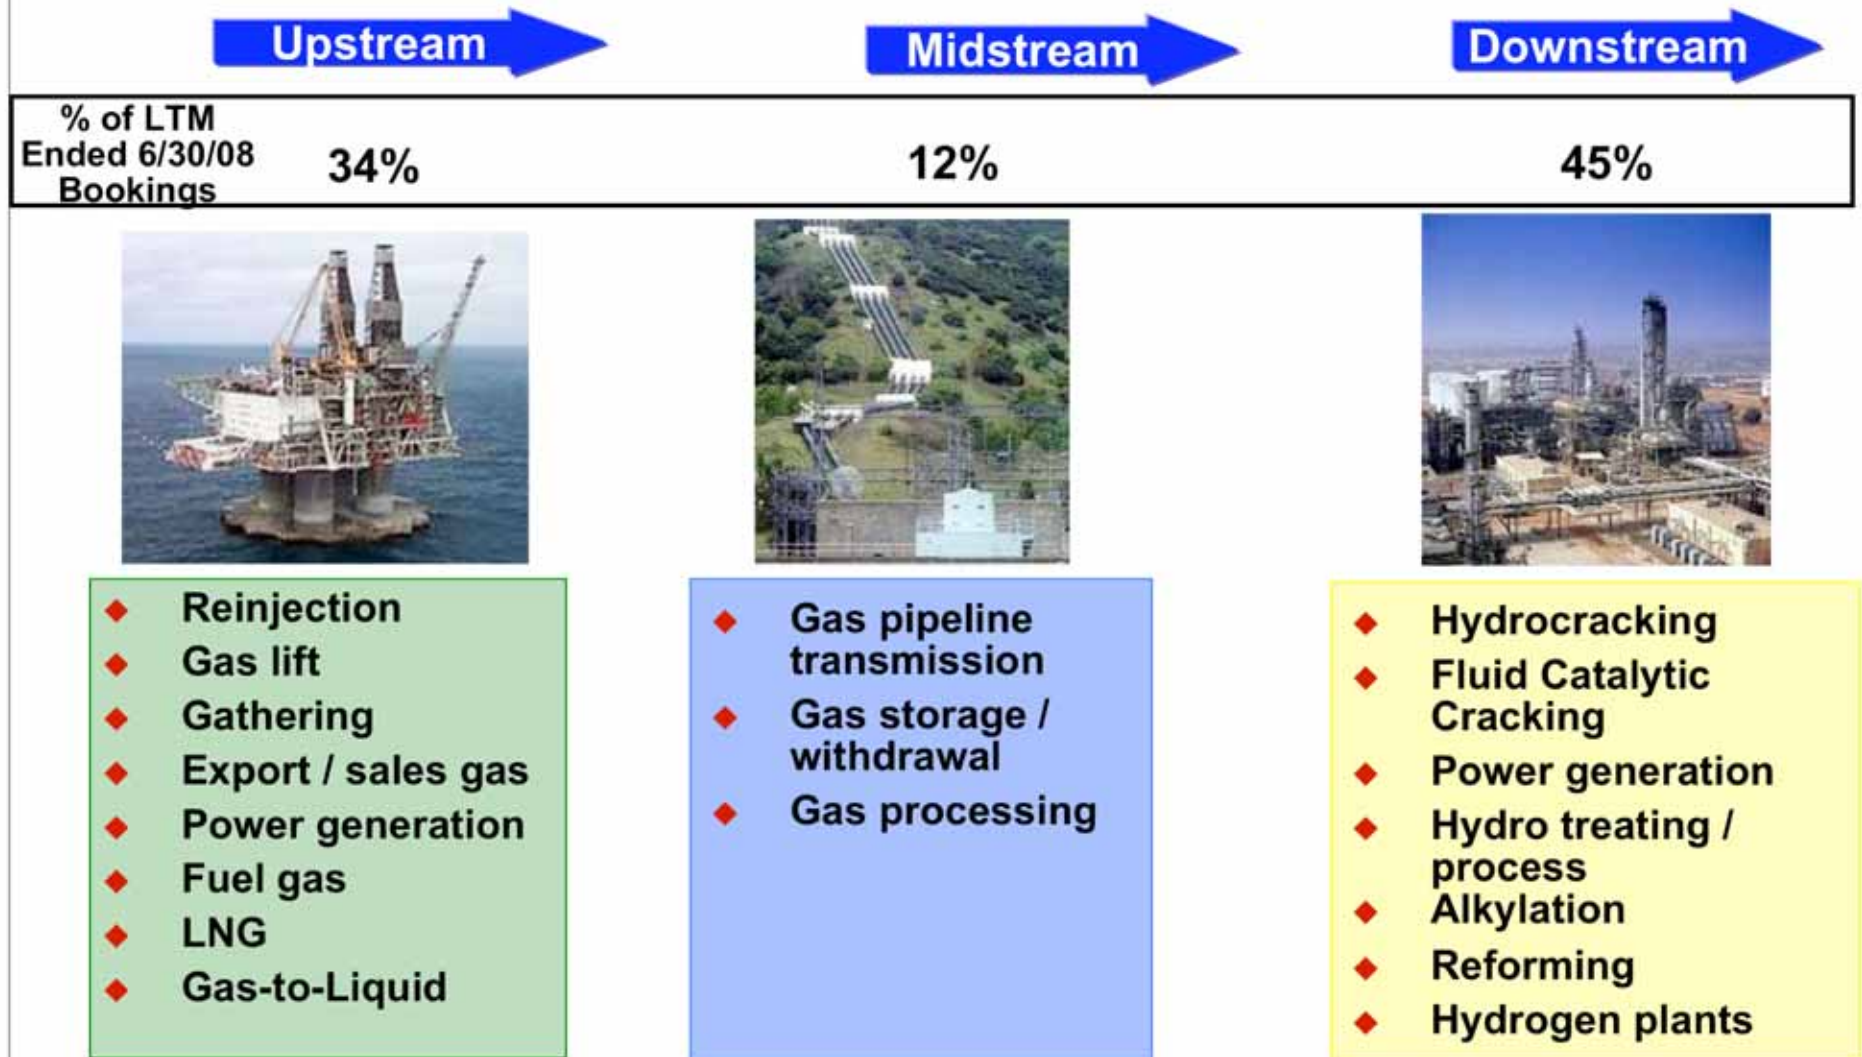 Upstream
Midstream
Downstream
% of LTM
Ended 6/30/08
Bookings
34%
12%
45%
Reinjection
Gas lift
Gathering
Export / sales gas
Power generation
Fuel gas
LNG
Gas-to-Liquid
Gas pipeline
transmission
Gas storage /
withdrawal
Gas processing
Hydrocracking
Fluid Catalytic
Cracking
Power generation
Hydro treating /
process
Alkylation
Reforming
Hydrogen plants